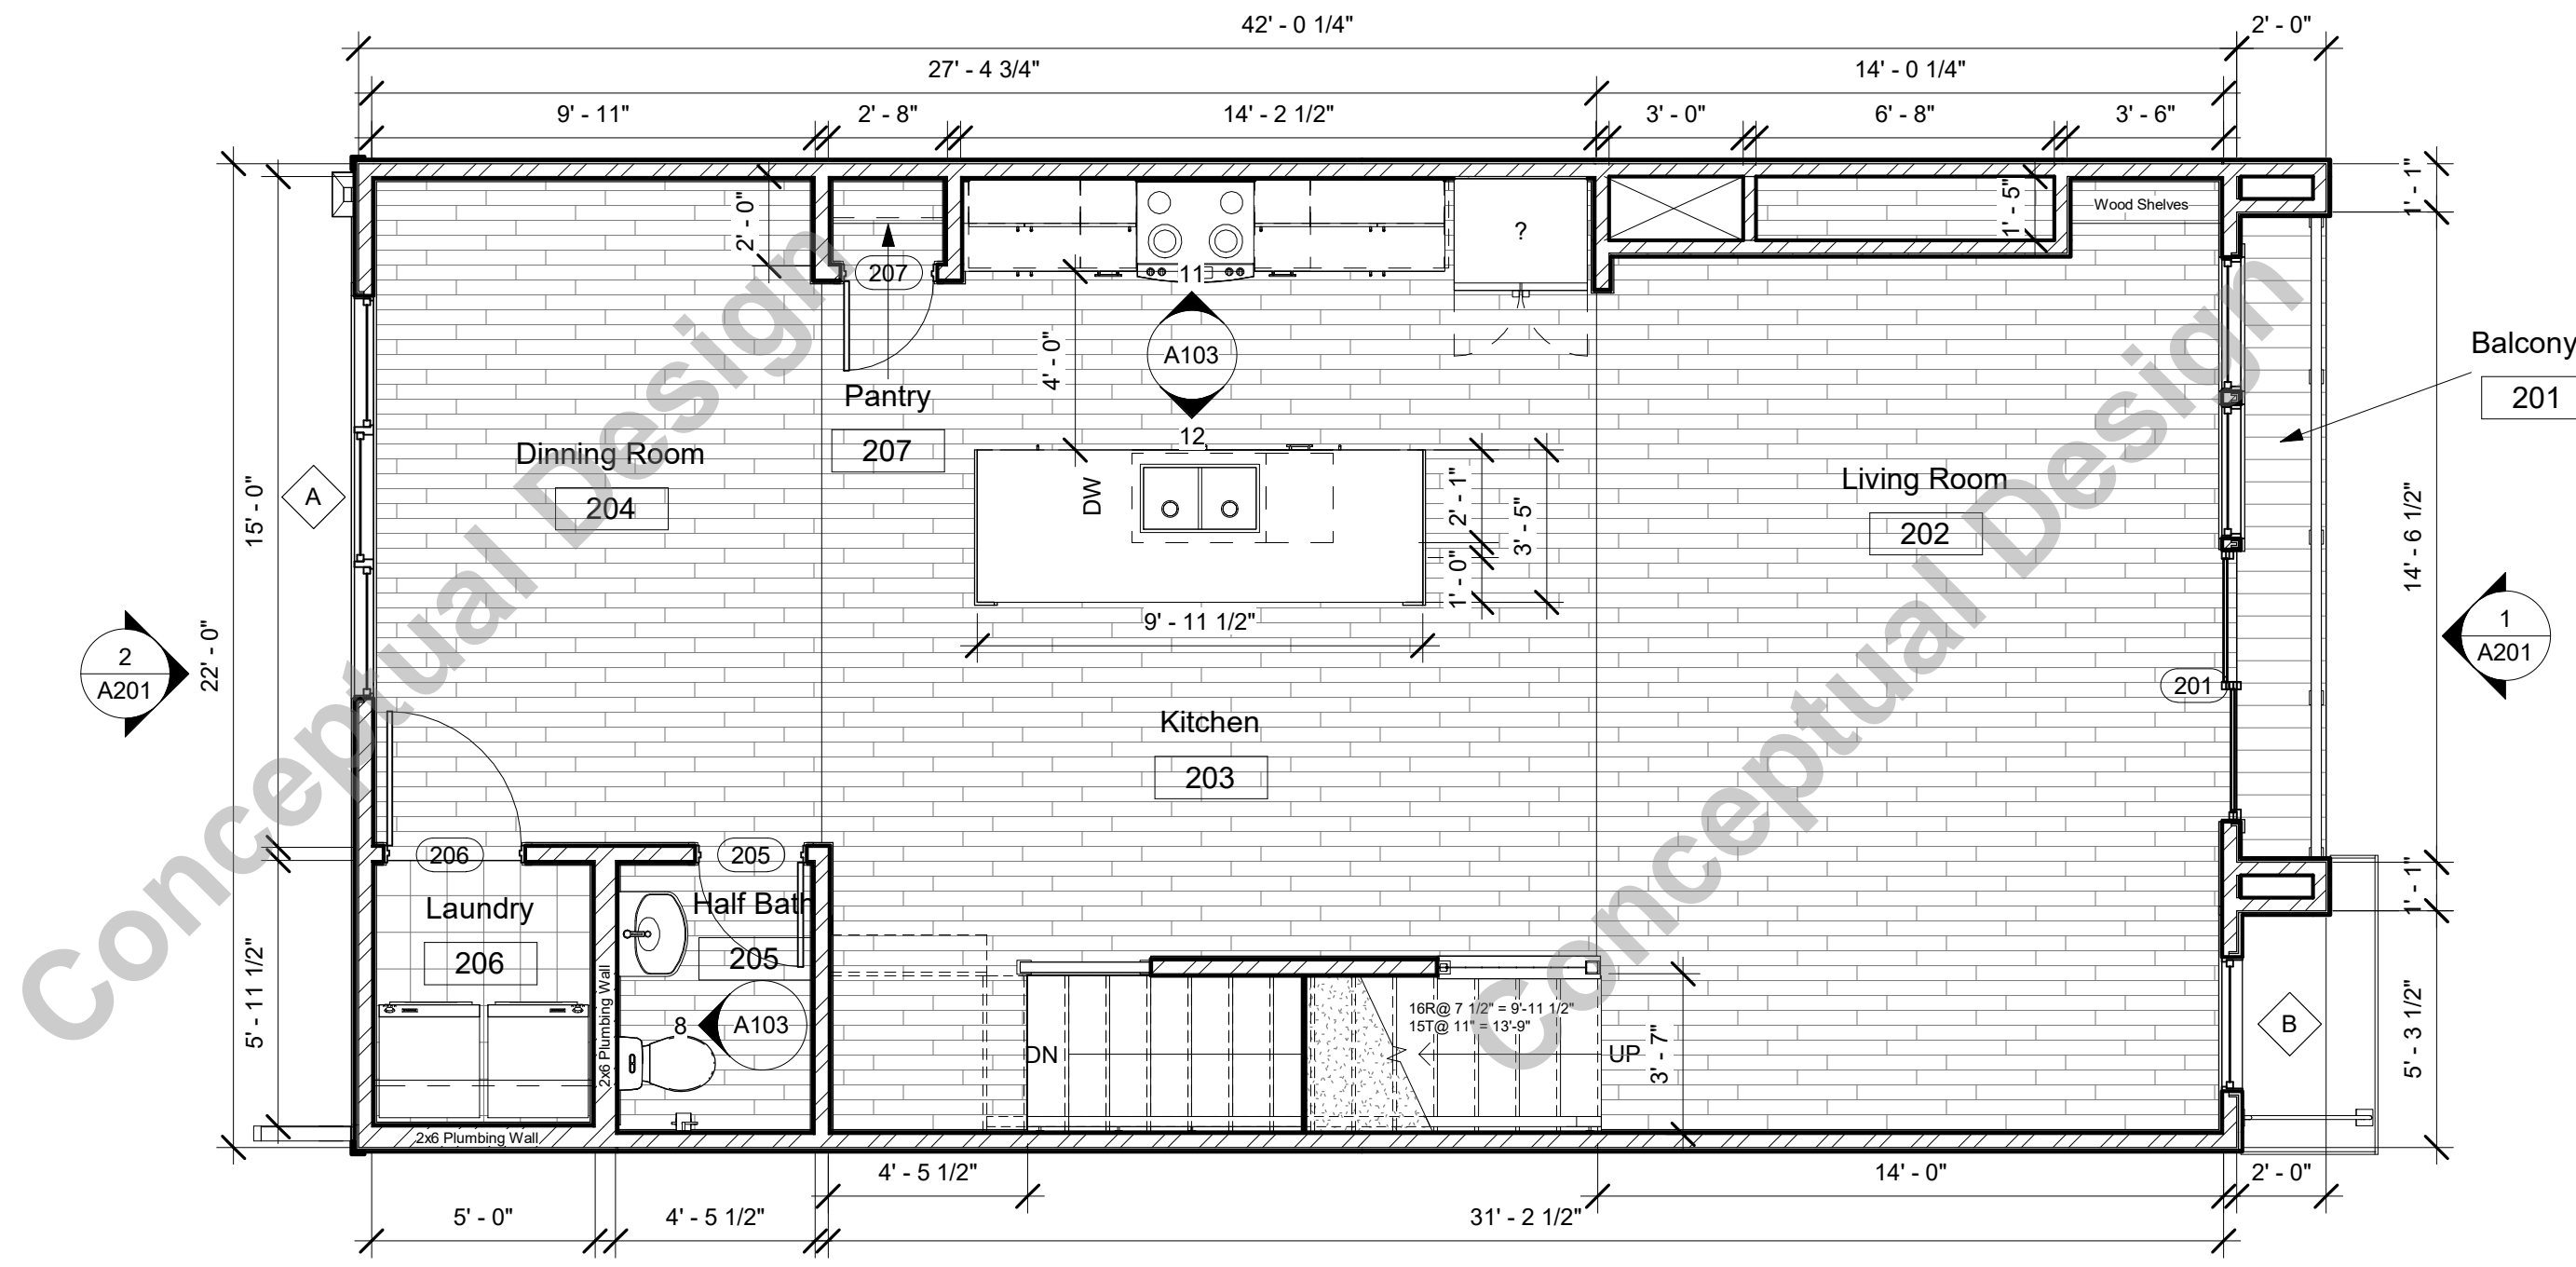 42' - 0 1/4"
2' - 0"
27' - 4 3/4"
14' - 0 1/4"
9' - 11"
2' - 8"
14' - 2 1/2"
3' - 0"
6' - 8"
3' - 6"
1' - 1"
2' - 0"
1' - 5"
Wood Shelves
?
207
11
A103
12
4' - 0"
Pantry
207
Balcony
201
Dinning Room
204
A
15' - 0"
22' - 0"
DW
2' - 1"
3' - 5"
1' - 0"
9' - 11 1/2"
Living Room
202
14' - 6 1/2"
2
A201
1
A201
201
Kitchen
203
206
205
Laundry
206
Half Bath
205
1' - 1"
5' - 11 1/2"
2x6 Plumbing Wall
8
A103
2x6 Plumbing Wall
DN
16R@ 7 1/2" = 9'-11 1/2"
15T@ 11" = 13'-9"
UP
3' - 7"
B
5' - 3 1/2"
4' - 5 1/2"
14' - 0"
2' - 0"
5' - 0"
4' - 5 1/2"
31' - 2 1/2"
Conceptual Design
Conceptual Design